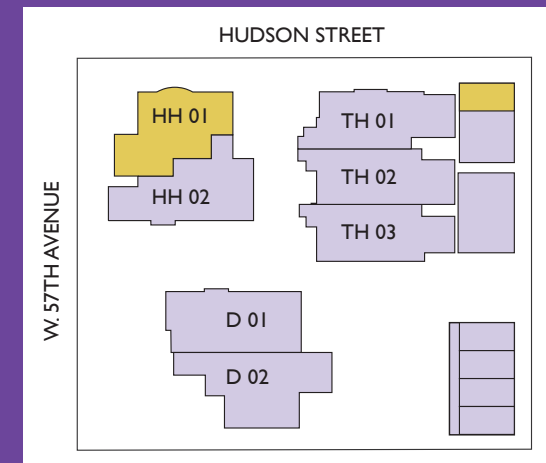 HUDSON STREET
W. 57TH AVENUE
HH 01
HH 02
TH 01
TH 02
TH 03
D 01
D 02